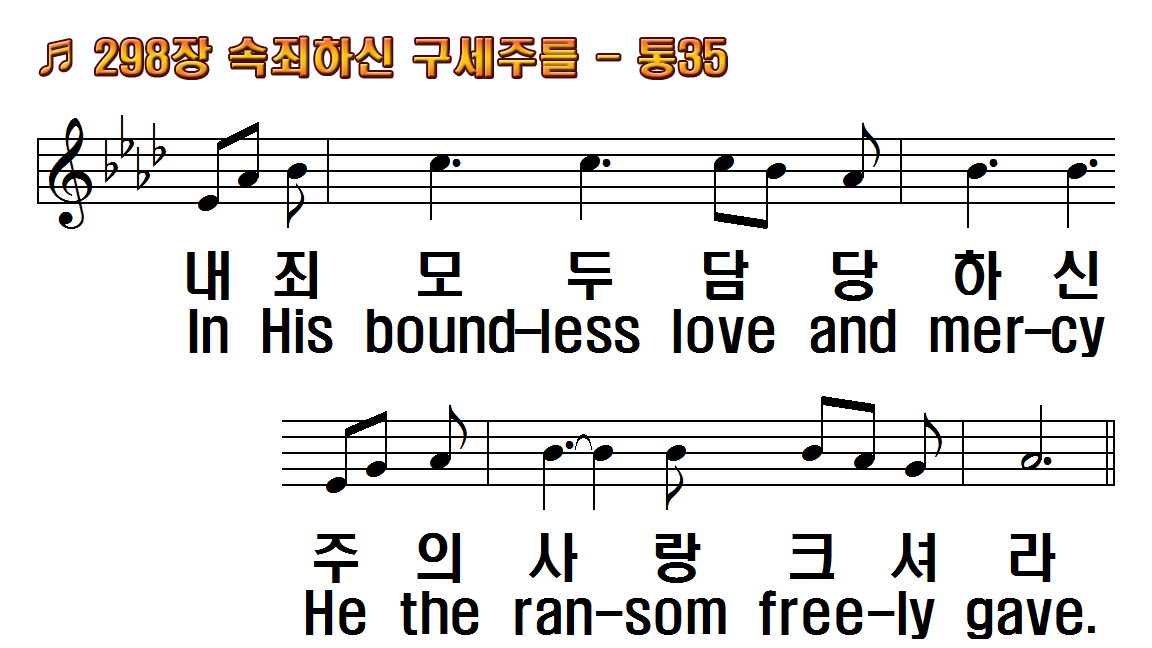 298장 속죄하신 구세주를 - 통35
내 죄 모 두 담 당 하 신
In His bound-less love and mer-cy
주 의 사 랑 크 셔 라
He the ran-som free-ly gave.